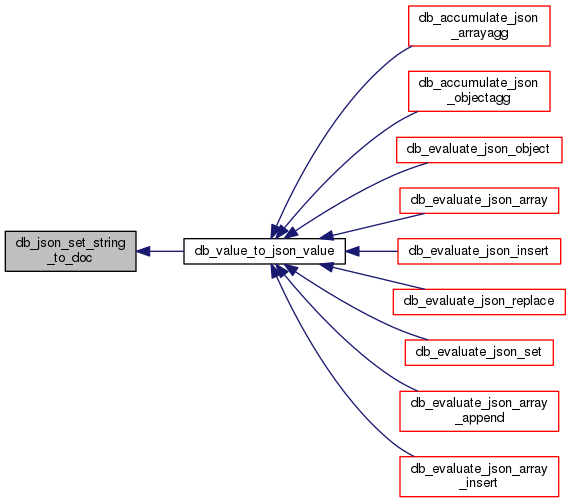 db_json_set_string
_to_doc
db_value_to_json_value
db_accumulate_json
_arrayagg
db_accumulate_json
_objectagg
db_evaluate_json_object
db_evaluate_json_array
db_evaluate_json_insert
db_evaluate_json_replace
db_evaluate_json_set
db_evaluate_json_array
_append
db_evaluate_json_array
_insert